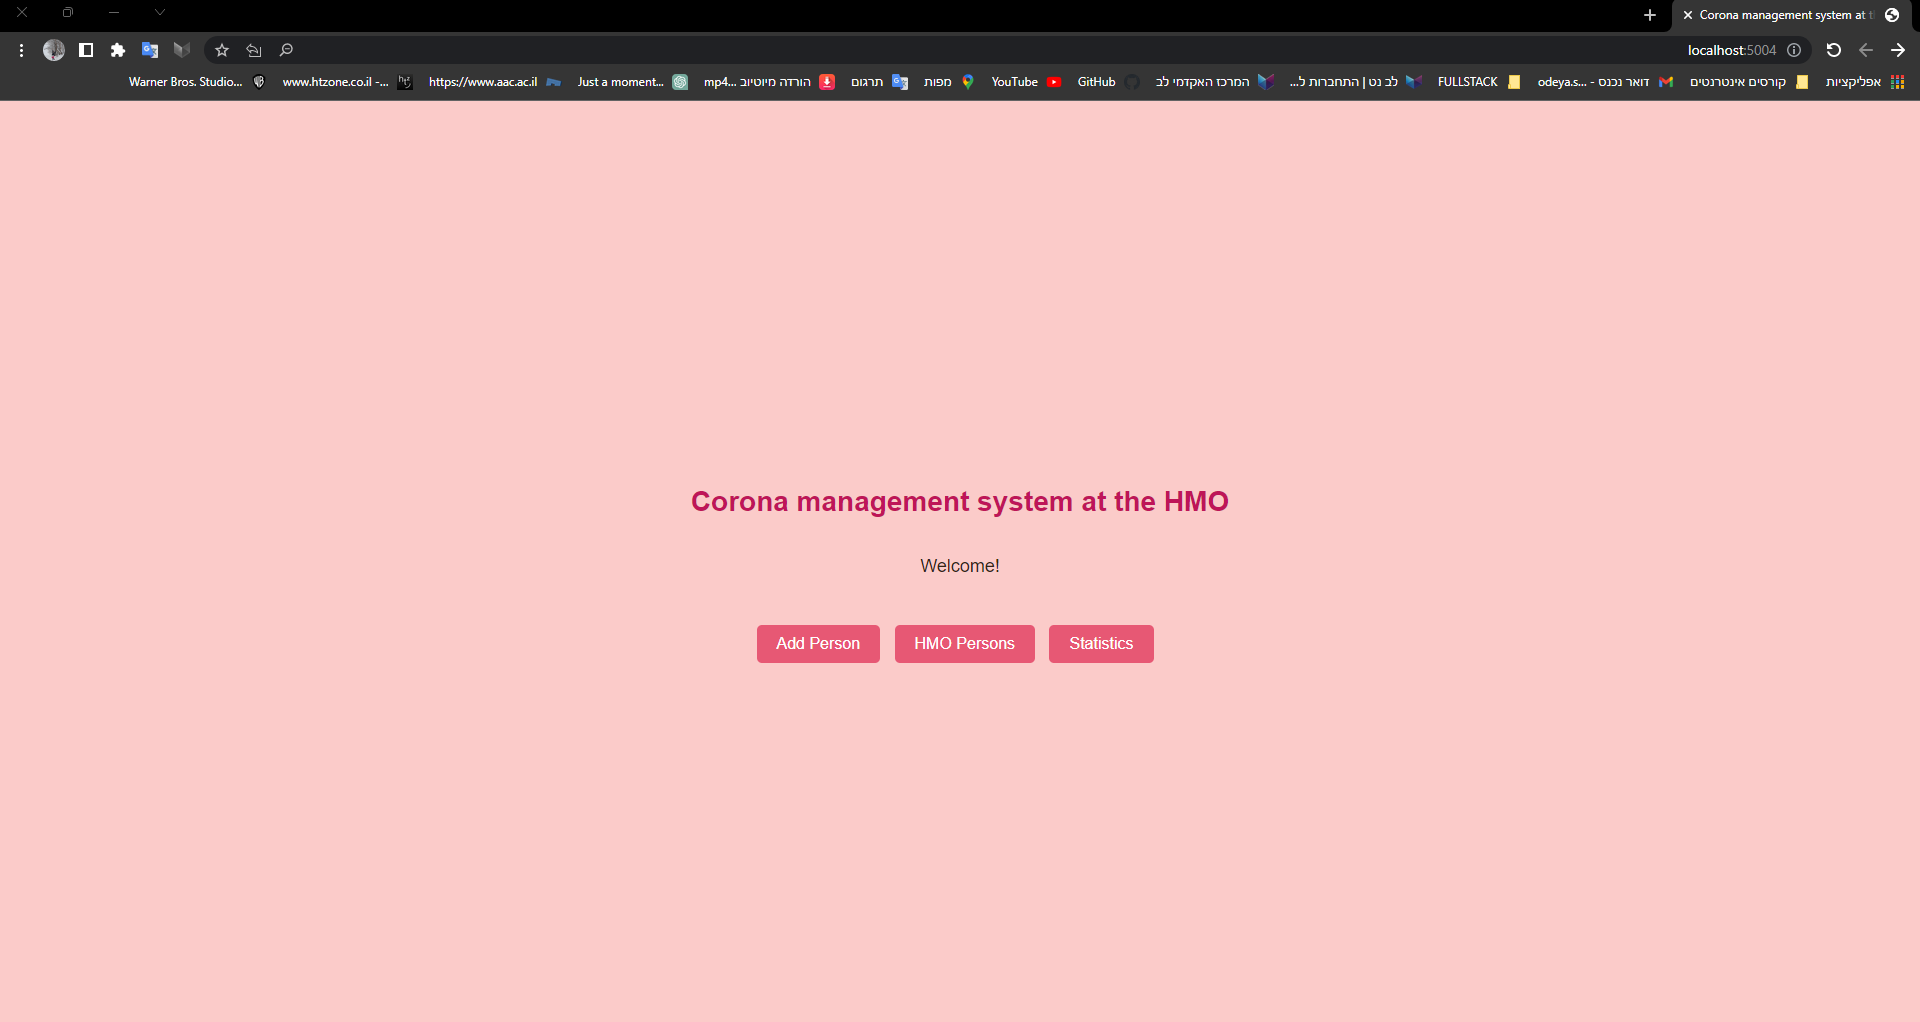 Corona management system at t
localhost:5004
אפליקציות קורסים אינטרנטים דואר נכנס - odeya.s... FULLSTACK לב נט | התחברות ל... המרכז האקדמי לב GitHub YouTube מפות תרגום הורדה מיוטיוב mp4... Just a moment... https://www.aac.ac.il www.htzone.co.il -... Warner Bros. Studio...
Corona management system at the HMO
Welcome!
Add Person HMO Persons Statistics